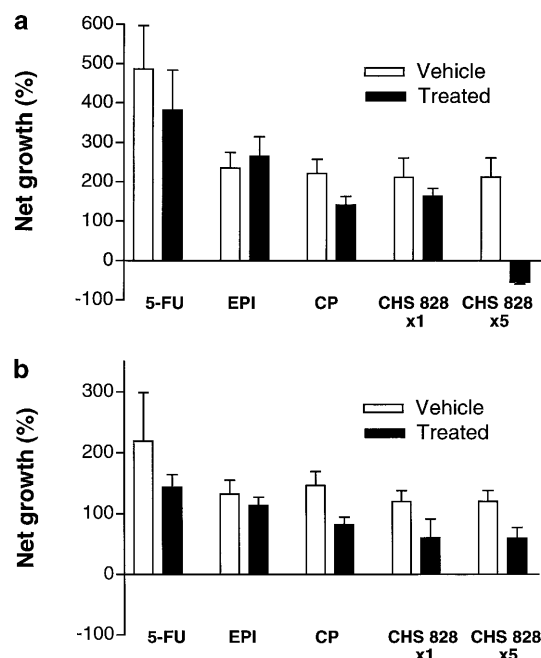 a
Net growth (%)
600
500
400
300
200
100
0
-100
Vehicle
Treated
5-FU EPI CP CHS 828 CHS 828
x1 x5
b
Net growth (%)
300
200
100
0
-100
Vehicle
Treated
5-FU EPI CP CHS 828 CHS 828
x1 x5